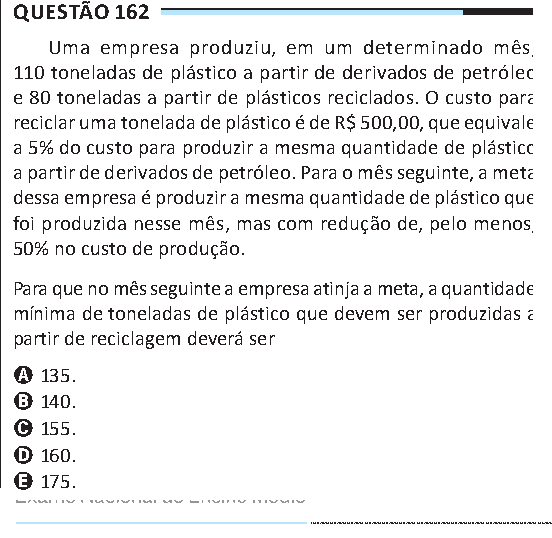 QUESTÃO 162
Uma empresa produziu, em um determinado mês,
110 toneladas de plástico a partir de derivados de petróleo
e 80 toneladas a partir de plásticos reciclados. O custo para
reciclar uma tonelada de plástico é de R$ 500,00, que equivale
a 5% do custo para produzir a mesma quantidade de plástico
a partir de derivados de petróleo. Para o mês seguinte, a meta
dessa empresa é produzir a mesma quantidade de plástico que
foi produzida nesse mês, mas com redução de, pelo menos,
50% no custo de produção.
Para que no mês seguinte a empresa atinja a meta, a quantidade
mínima de toneladas de plástico que devem ser produzidas a
partir de reciclagem deverá ser
A 135.
B 140.
C 155.
D 160.
E 175.
Exame Nacional do Ensino Médio